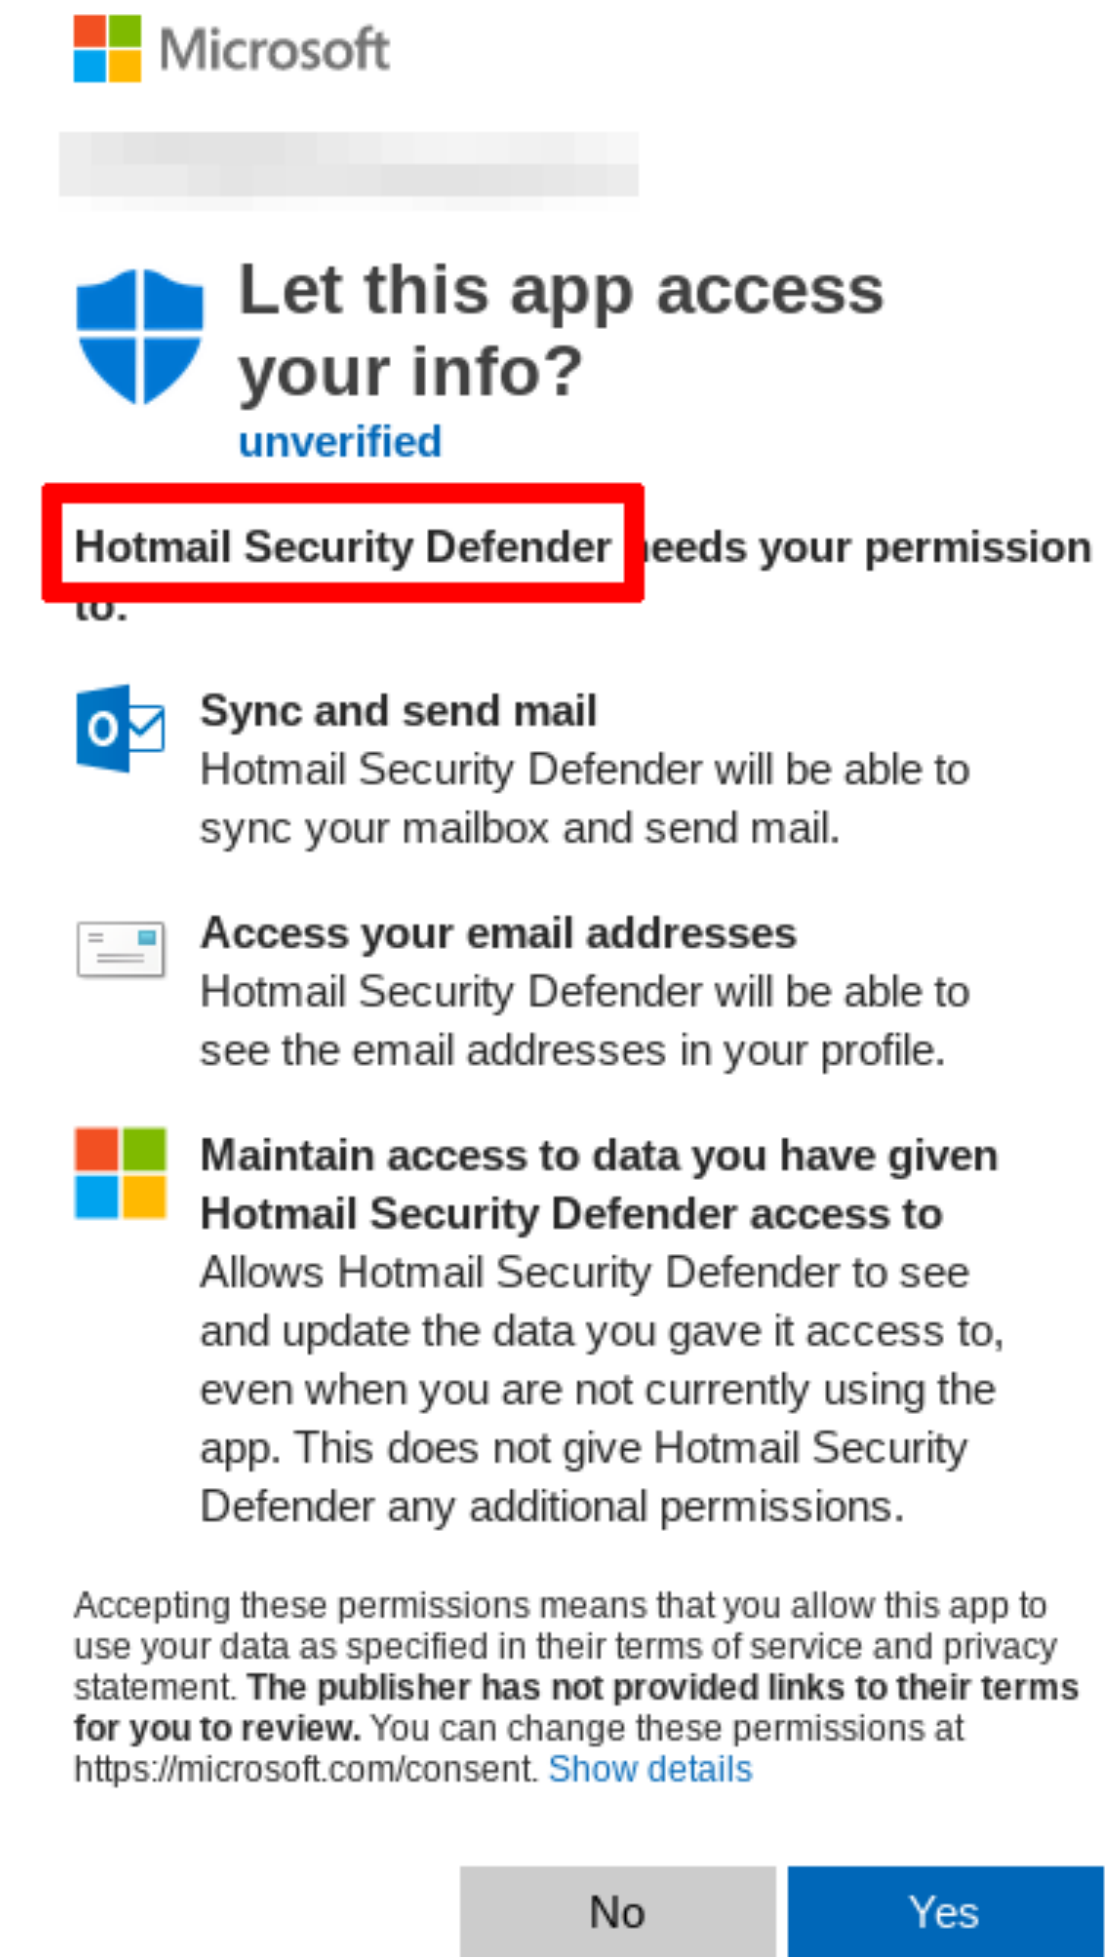 Microsoft
Let this app access
your info?
unverified
Hotmail Security Defender needs your permission
to:
Sync and send mail
Hotmail Security Defender will be able to
sync your mailbox and send mail.
Access your email addresses
Hotmail Security Defender will be able to
see the email addresses in your profile.
Maintain access to data you have given
Hotmail Security Defender access to
Allows Hotmail Security Defender to see
and update the data you gave it access to,
even when you are not currently using the
app. This does not give Hotmail Security
Defender any additional permissions.
Accepting these permissions means that you allow this app to
use your data as specified in their terms of service and privacy
statement. The publisher has not provided links to their terms
for you to review. You can change these permissions at
https://microsoft.com/consent. Show details
No Yes